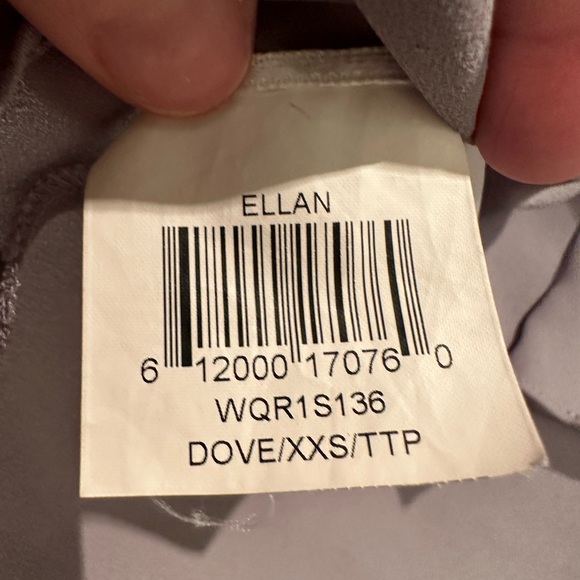 ELLAN
6 12000 17076 0
WQR1S136
DOVE/XXS/TTP